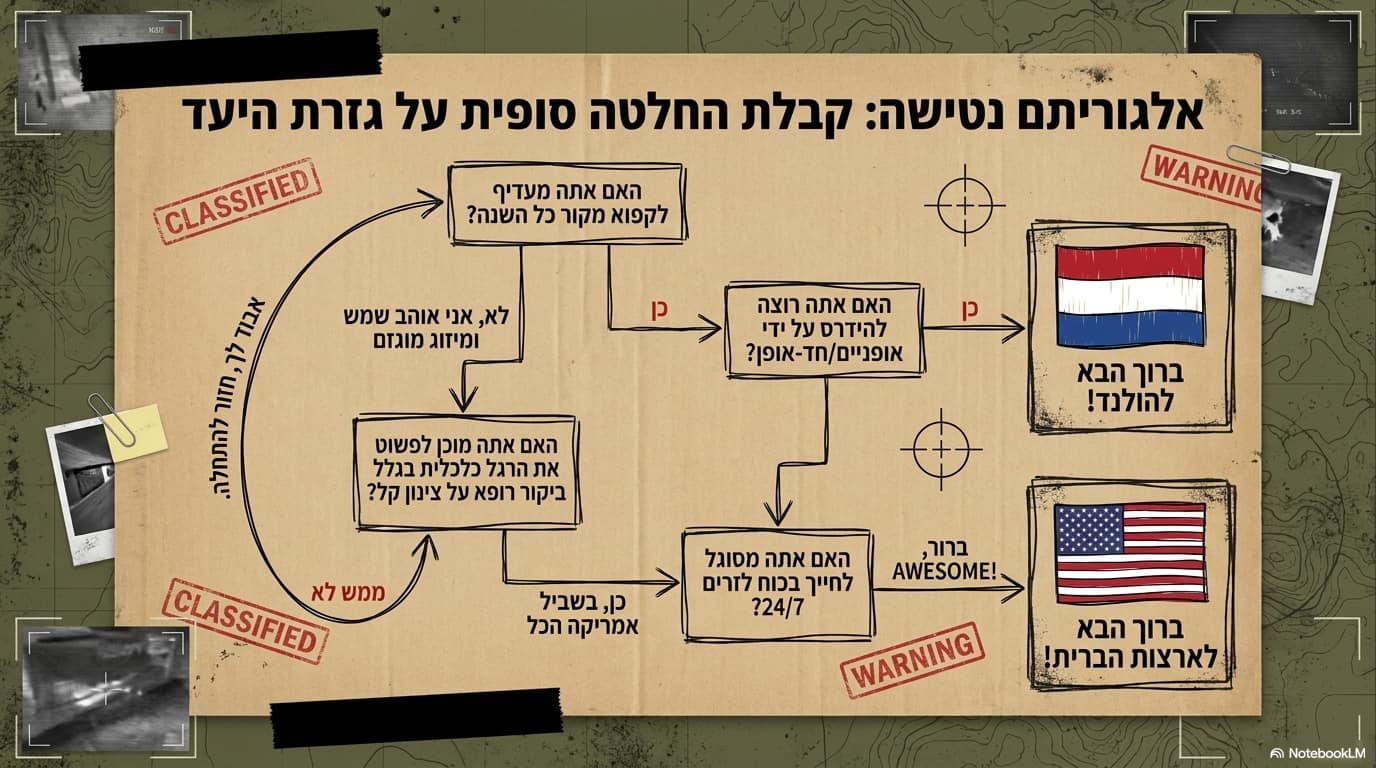 אלגוריתם נטישה: קבלת החלטה סופית על גזרת היעד
CLASSIFIED
WARNING
האם אתה מעדיף
לקפוא מקור כל השנה?
לא, אני אוהב שמש
ומיזוג מוגזם
כן
האם אתה רוצה
להידרס על ידי
אופניים/חד-אופן?
כן
ברוך הבא
להולנד!
אבוד לך, חזור להתחלה.
האם אתה מוכן לפשוט
את הרגל כלכלית בגלל
ביקור רופא על צינון קל?
ממש לא
כן, בשביל
אמריקה הכל
האם אתה מסוגל
לחייך בכוח לזרים
24/7?
ברור,
AWESOME!
ברוך הבא
לארצות הברית!
CLASSIFIED
WARNING
NotebookLM